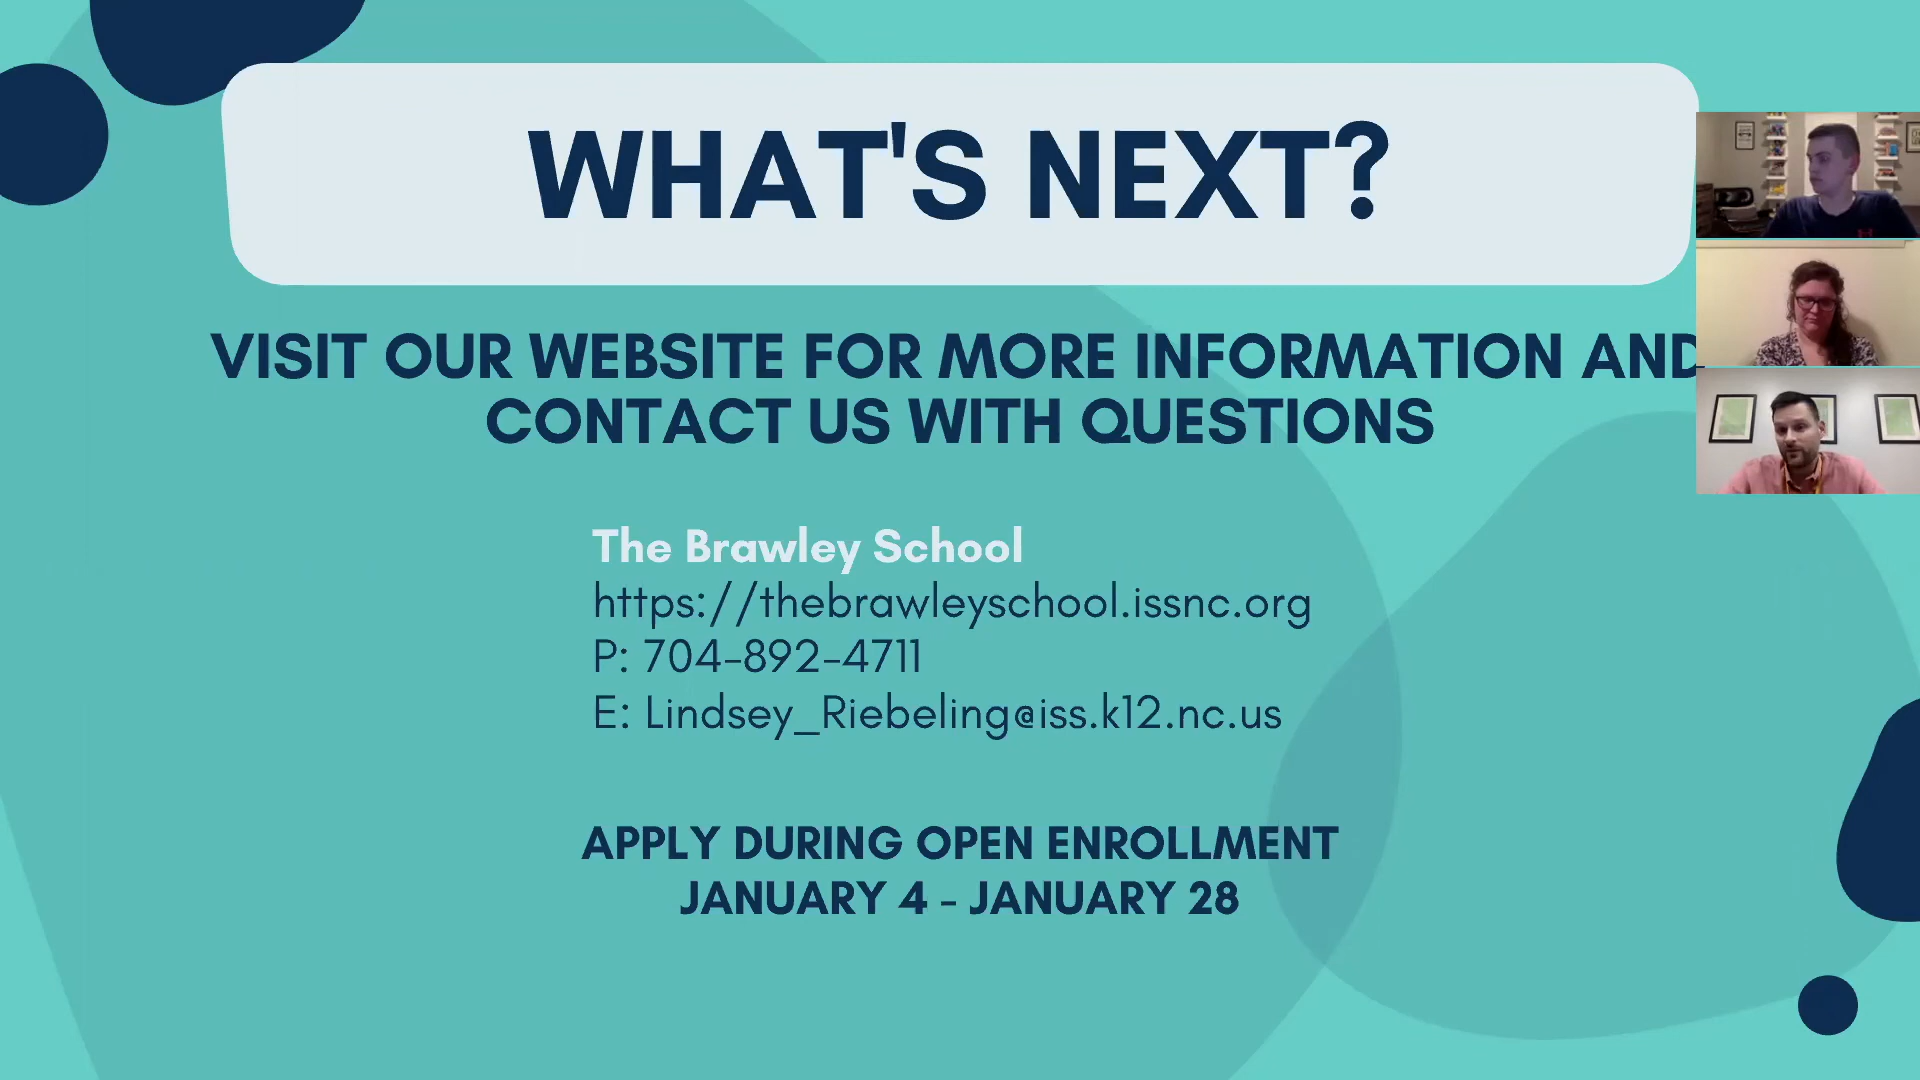 WHAT'S NEXT?
VISIT OUR WEBSITE FOR MORE INFORMATION AND
CONTACT US WITH QUESTIONS
The Brawley School
https://thebrawleyschool.issnc.org
P: 704-892-4711
E: Lindsey_Riebeling@iss.k12.nc.us
APPLY DURING OPEN ENROLLMENT
JANUARY 4 - JANUARY 28